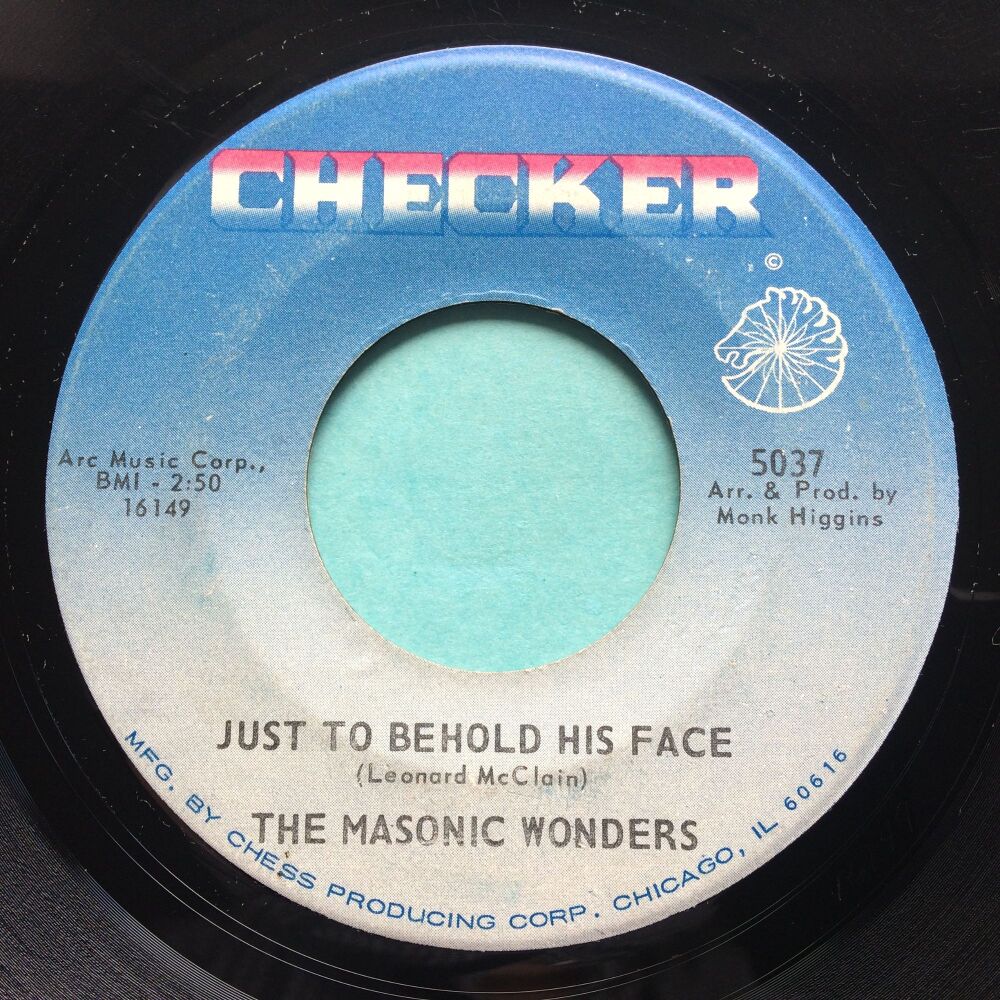 CHECKER
©
Arc Music Corp.,
BMI - 2:50
16149
5037
Arr. & Prod. by
Monk Higgins
JUST TO BEHOLD HIS FACE
(Leonard McClain)
THE MASONIC WONDERS
MFG. BY CHESS PRODUCING CORP. CHICAGO, IL 60616